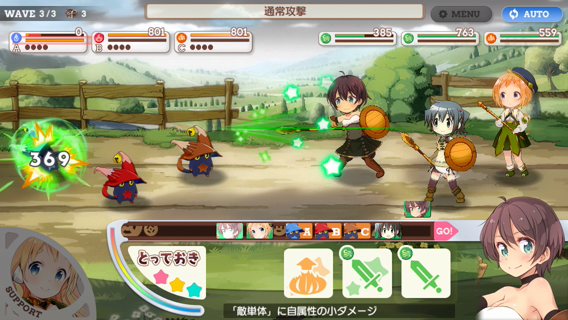 WAVE 3/3 3
通常攻撃
MENU
AUTO
A 0
B 801
C 801
385
763
559
369
A B C GO!
とっておき
SUPPORT
「敵単体」に自属性の小ダメージ